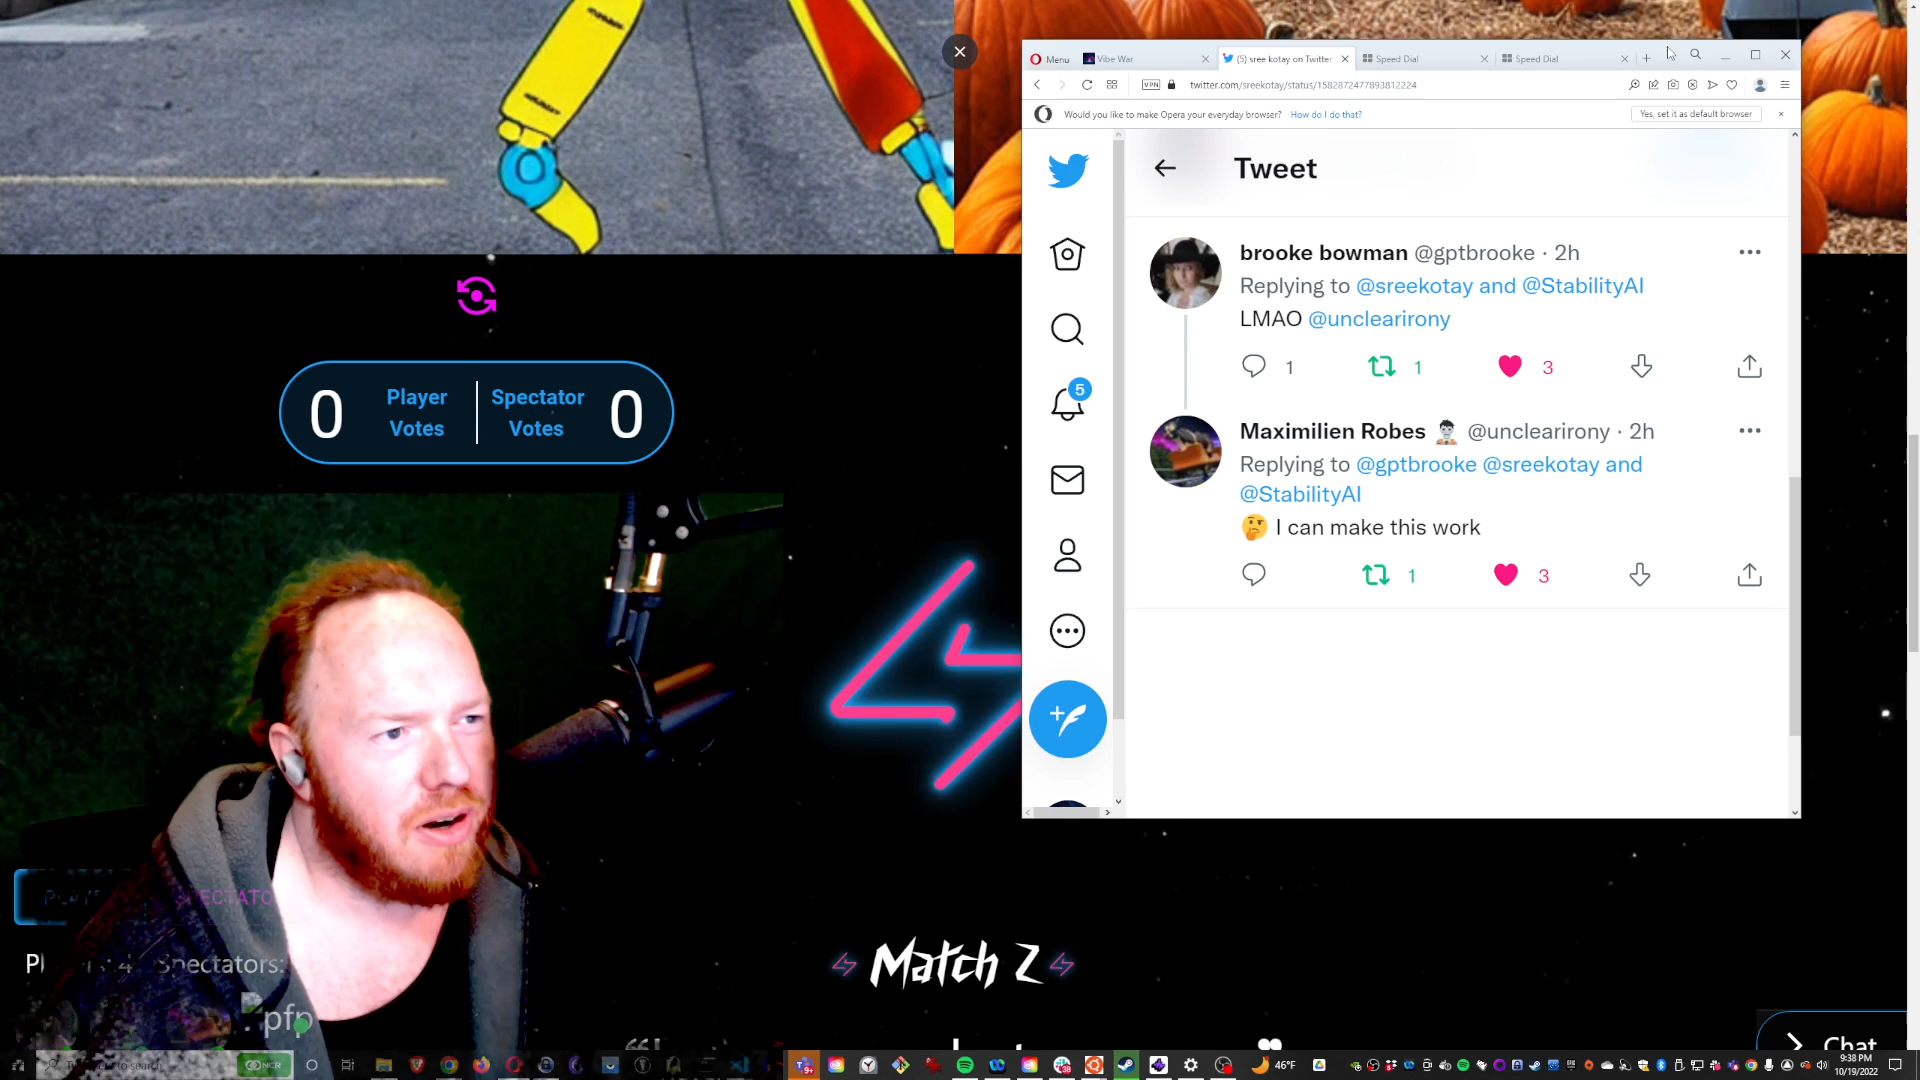 Menu
Vibe War
(5) sree kotay on Twitter
Speed Dial
Speed Dial
VPN
twitter.com/sreekotay/status/1582872477893812224
Would you like to make Opera your everyday browser? How do I do that?
Yes, set it as default browser
Tweet
brooke bowman @gptbrooke · 2h
Replying to @sreekotay and @StabilityAI
LMAO @unclearirony
1
1
3
5
Maximilien Robes @unclearirony · 2h
Replying to @gptbrooke @sreekotay and
@StabilityAI
🤔 I can make this work
1
3
0
Player
Votes
Spectator
Votes
0
Spectators:
pfp
Match 2
Chat
NCR
46°F
9:38 PM
10/19/2022